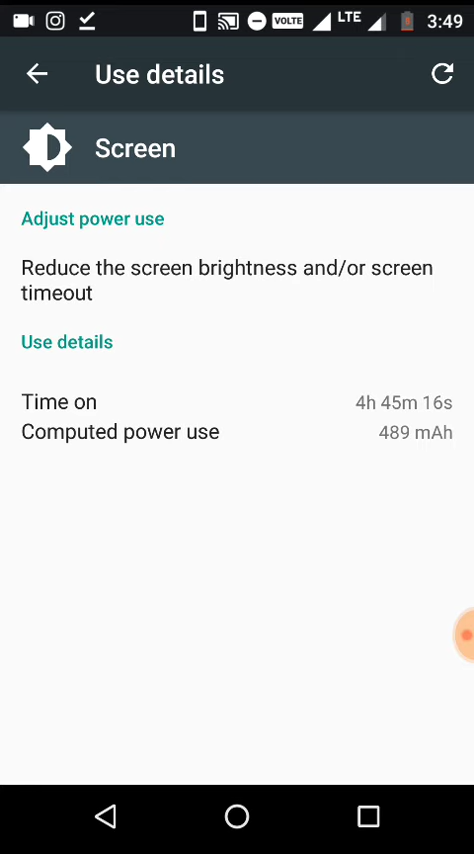 VOLTE LTE 3:49
Use details
Screen
Adjust power use
Reduce the screen brightness and/or screen
timeout
Use details
Time on 4h 45m 16s
Computed power use 489 mAh